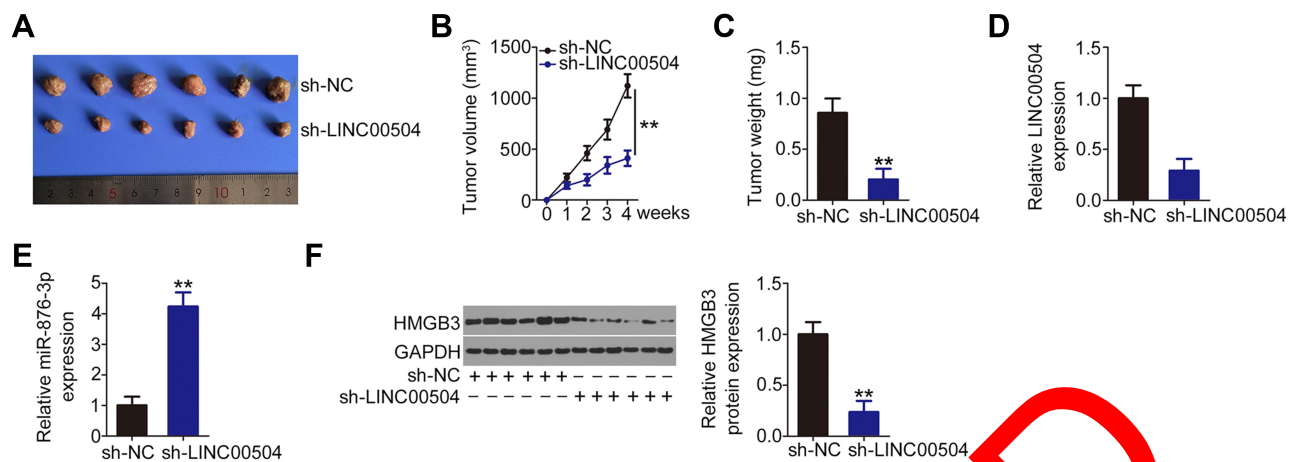 A
sh-NC
sh-LINC00504
2 3 4 5 6 7 8 9 10 1 2 3
B
Tumor volume (mm³)
1500
1000
500
0
sh-NC
sh-LINC00504
**
0 1 2 3 4 weeks
C
Tumor weight (mg)
1.5
1.0
0.5
0.0
**
sh-NC sh-LINC00504
D
Relative LINC00504
expression
1.5
1.0
0.5
0.0
sh-NC sh-LINC00504
E
Relative miR-876-3p
expression
5
4
3
2
1
0
**
sh-NC sh-LINC00504
F
HMGB3
GAPDH
sh-NC + + + + + + − − − − − −
sh-LINC00504 − − − − − − + + + + + +
Relative HMGB3
protein expression
1.5
1.0
0.5
0.0
**
sh-NC sh-LINC00504